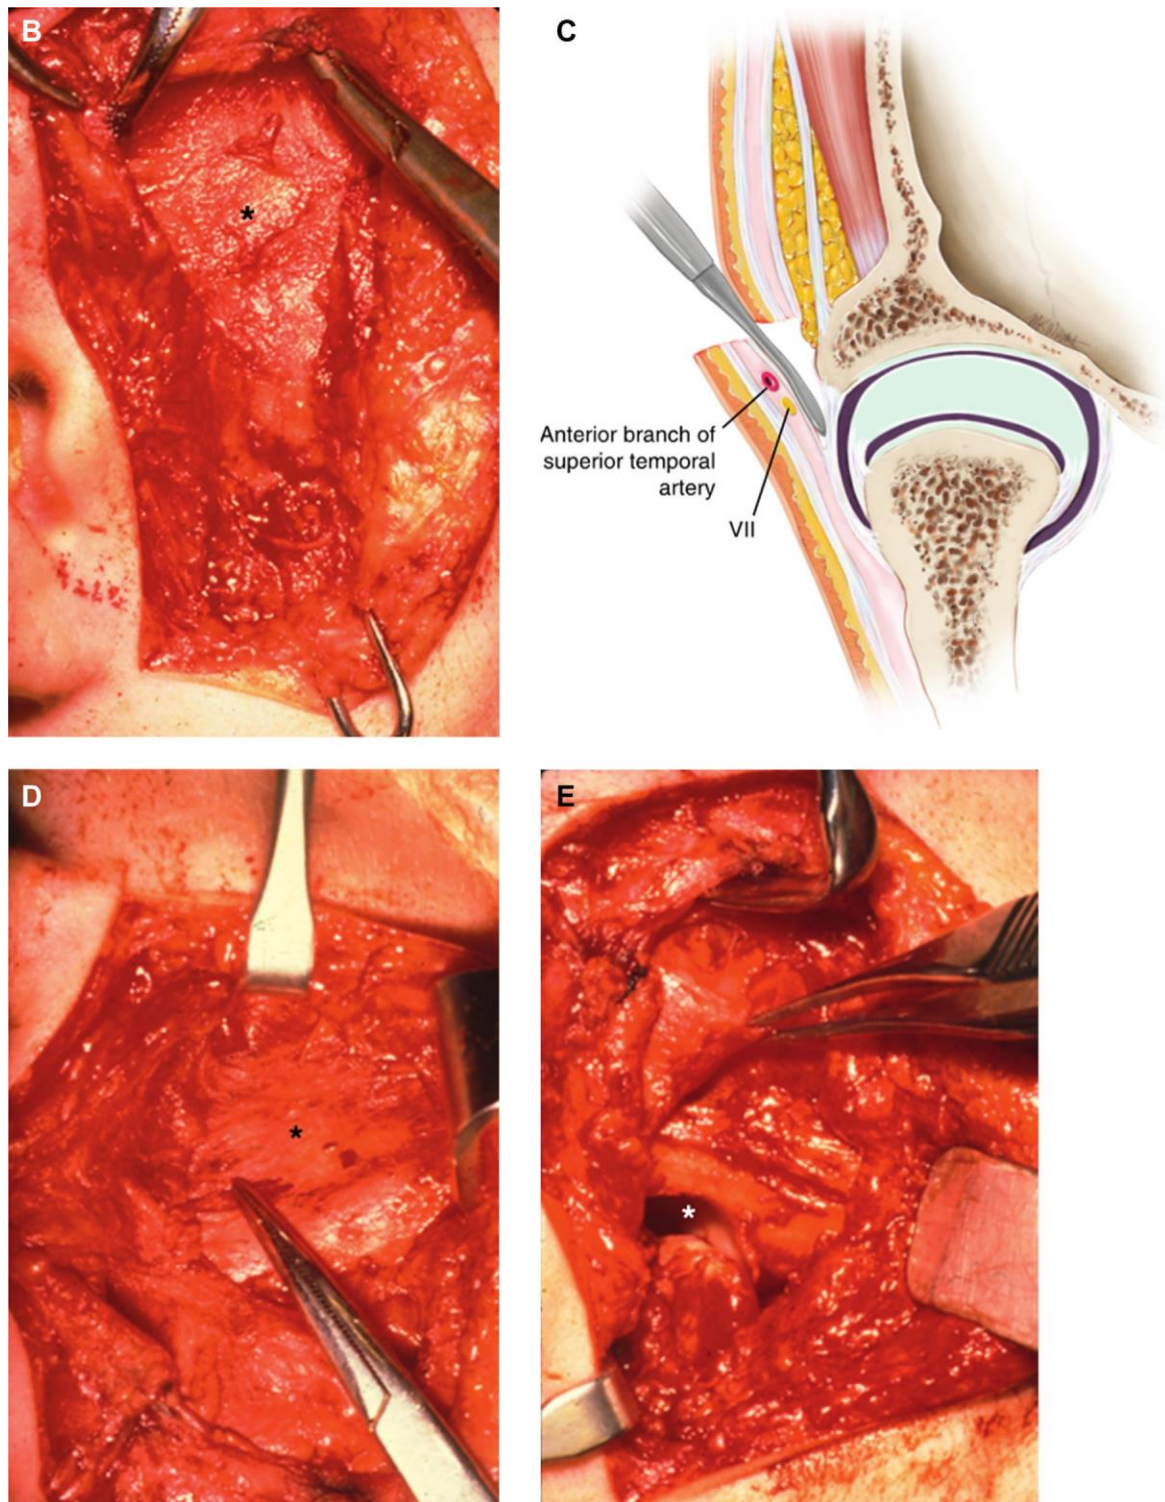 B
C
*
Anterior branch of
superior temporal
artery
VII
D
E
*
*